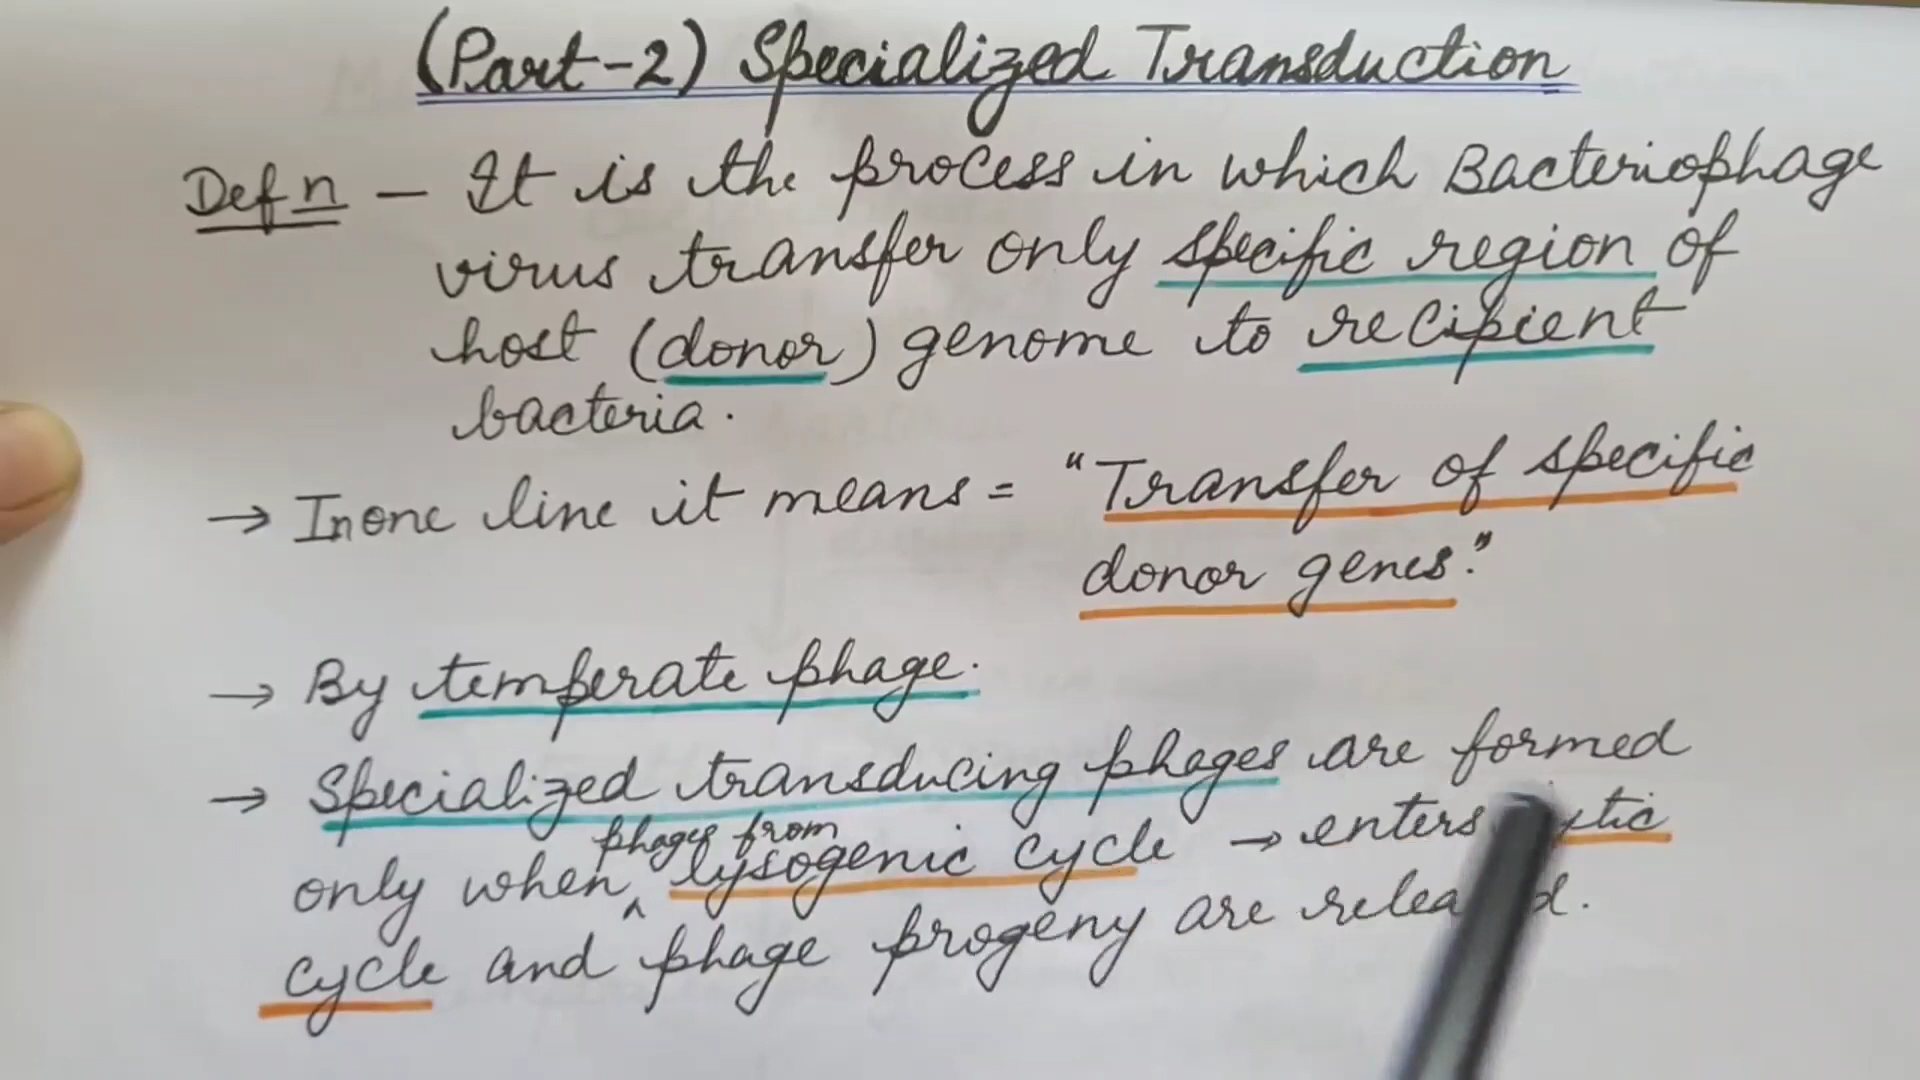 (Part-2) Specialized Transduction
Defn - It is the process in which Bacteriophage
virus transfer only specific region of
host (donor) genome to recipient
bacteria.
→ In one line it means = "Transfer of specific
donor genes."
→ By temperate phage.
→ Specialized transducing phages are formed
phages from
only when ^ lysogenic cycle → enters
cycle and phage progeny are